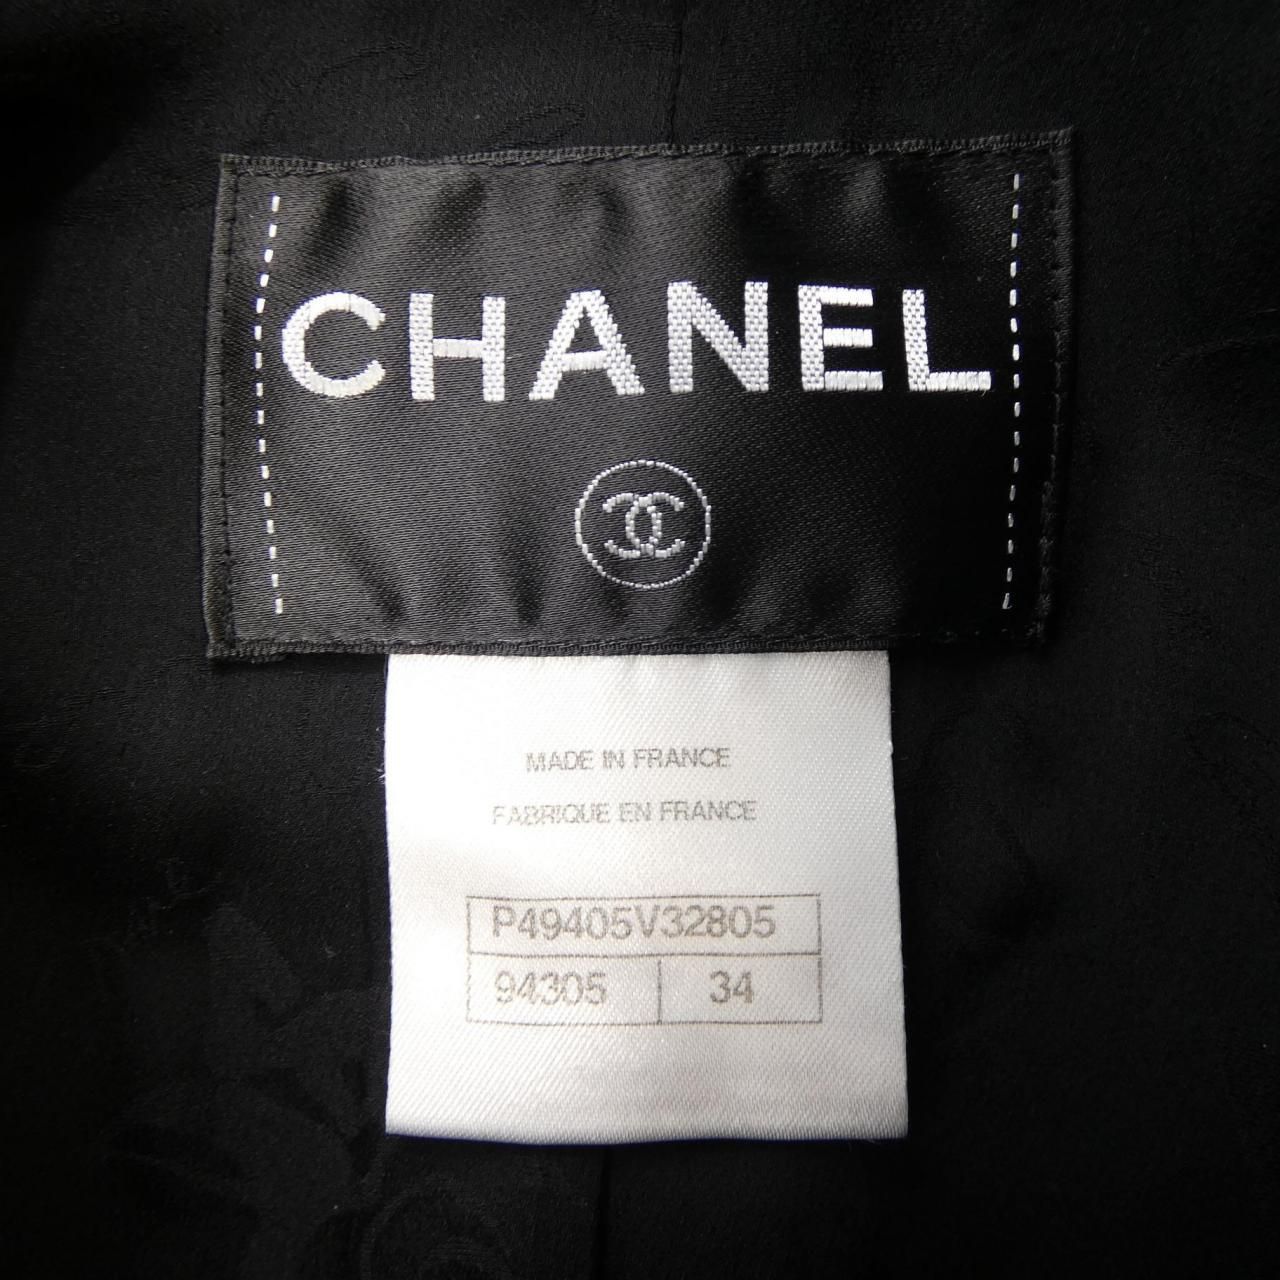 CHANEL
MADE IN FRANCE
FABRIQUE EN FRANCE
P49405V32805
94305 34